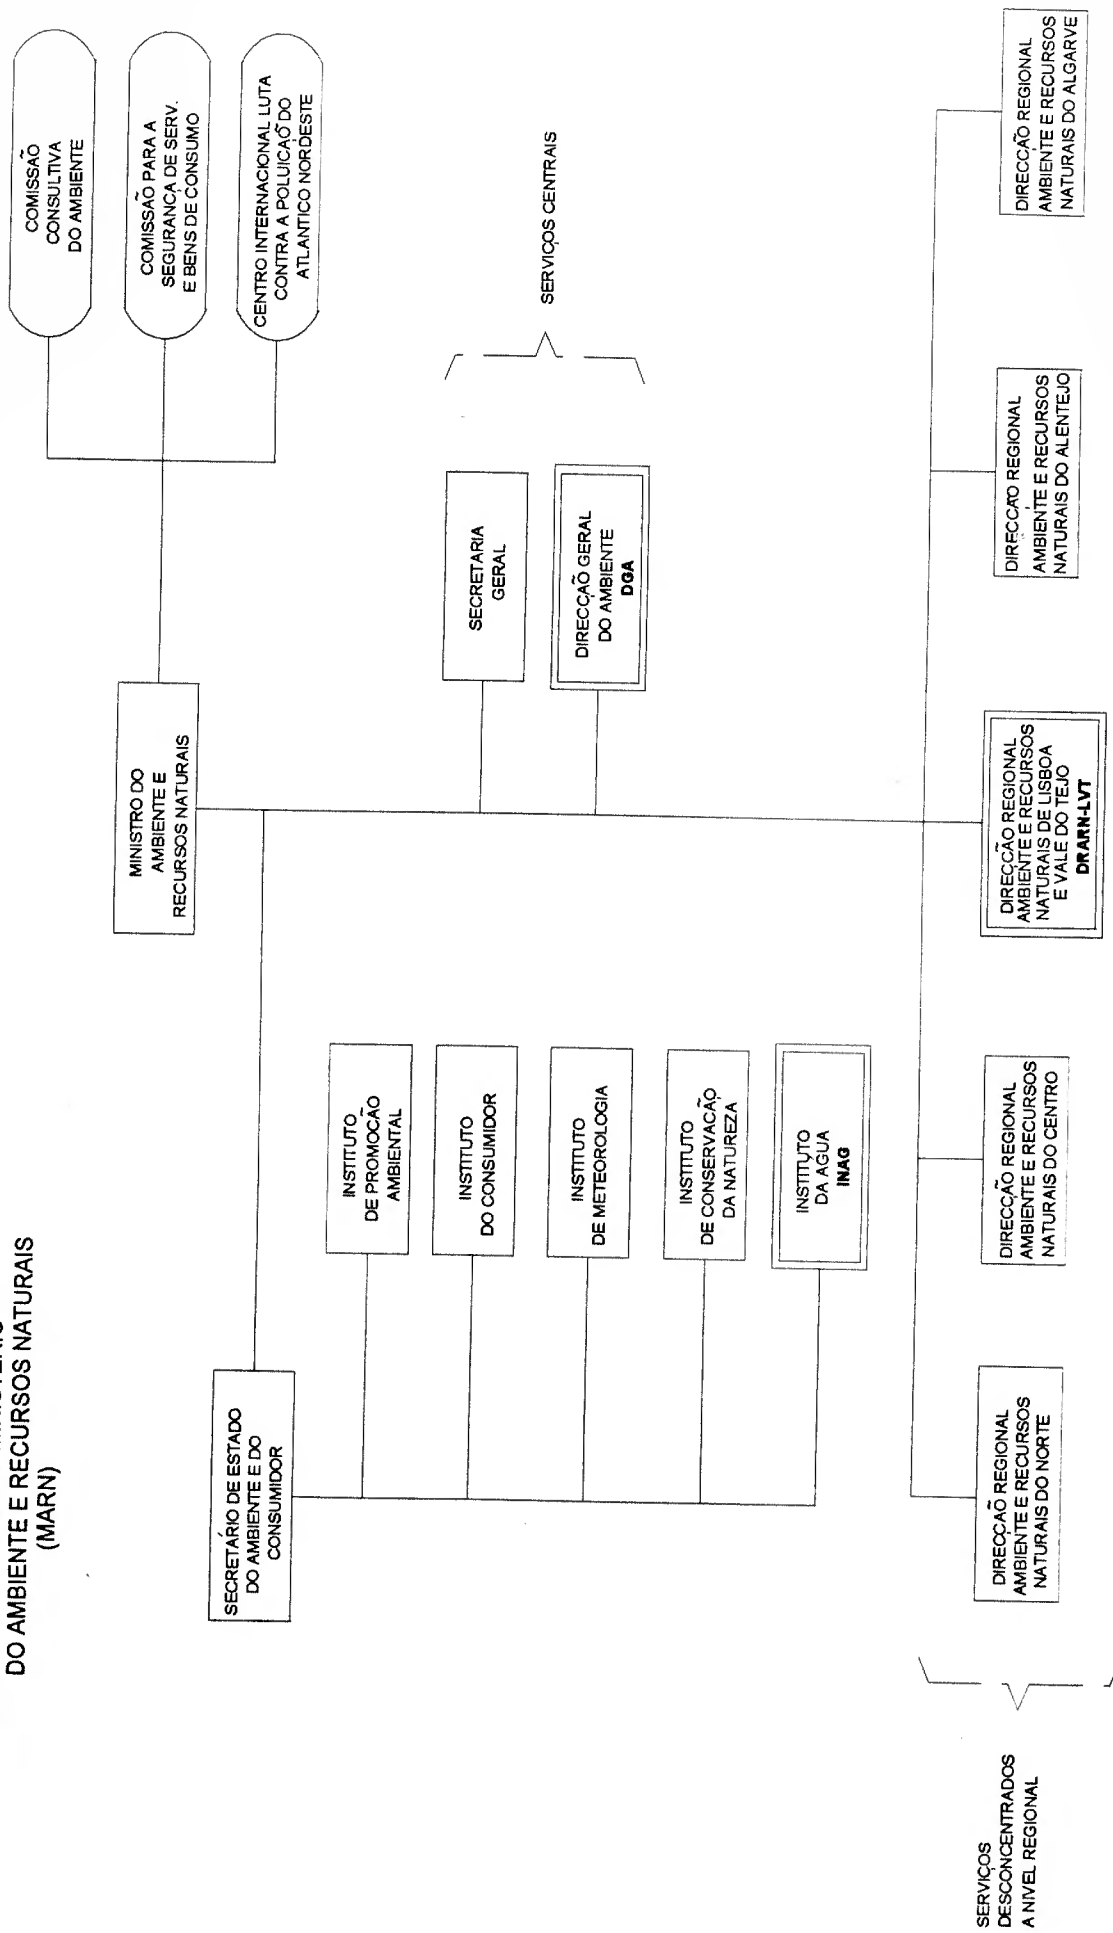 DO AMBIENTE E RECURSOS NATURAIS
(MARN)
COMISSÃO
CONSULTIVA
DO AMBIENTE
COMISSÃO PARA A
SEGURANÇA DE SERV.
E BENS DE CONSUMO
CENTRO INTERNACIONAL LUTA
CONTRA A POLUIÇÃO DO
ATLANTICO NORDESTE
MINISTRO DO
AMBIENTE E
RECURSOS NATURAIS
SECRETÁRIO DE ESTADO
DO AMBIENTE E DO
CONSUMIDOR
INSTITUTO
DE PROMOÇÃO
AMBIENTAL
INSTITUTO
DO CONSUMIDOR
INSTITUTO
DE METEOROLOGIA
INSTITUTO
DE CONSERVAÇÃO
DA NATUREZA
INSTITUTO
DA AGUA
INAG
SECRETARIA
GERAL
DIRECÇÃO GERAL
DO AMBIENTE
DGA
SERVIÇOS CENTRAIS
SERVIÇOS
DESCONCENTRADOS
A NIVEL REGIONAL
DIRECÇÃO REGIONAL
AMBIENTE E RECURSOS
NATURAIS DO NORTE
DIRECÇÃO REGIONAL
AMBIENTE E RECURSOS
NATURAIS DO CENTRO
DIRECÇÃO REGIONAL
AMBIENTE E RECURSOS
NATURAIS DE LISBOA
E VALE DO TEJO
DRARN-LVT
DIRECÇÃO REGIONAL
AMBIENTE E RECURSOS
NATURAIS DO ALENTEJO
DIRECÇÃO REGIONAL
AMBIENTE E RECURSOS
NATURAIS DO ALGARVE